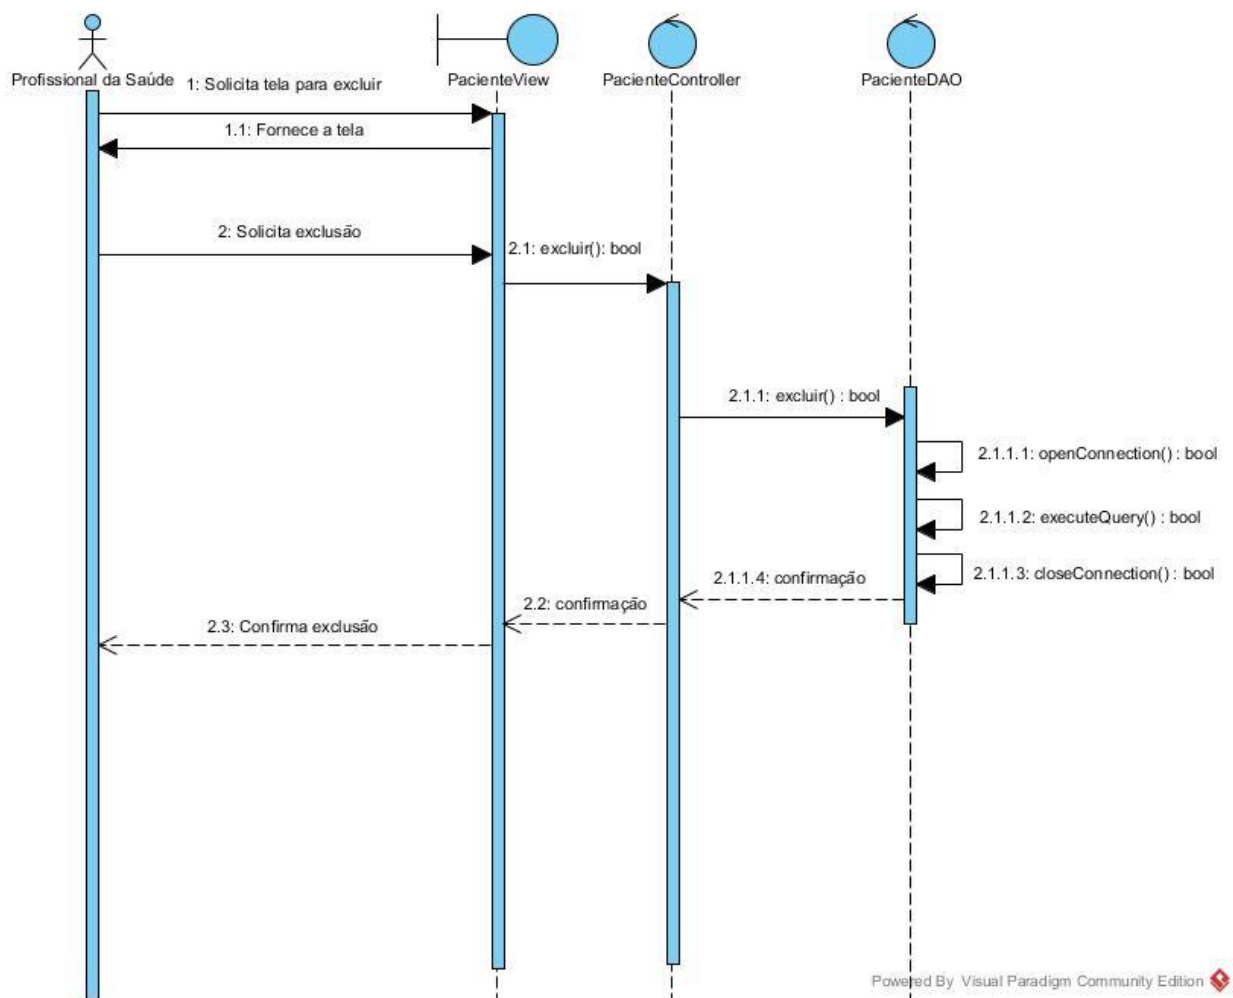 Profissional da Saúde
PacienteView
PacienteController
PacienteDAO
1: Solicita tela para excluir
1.1: Fornece a tela
2: Solicita exclusão
2.1: excluir(): bool
2.1.1: excluir() : bool
2.1.1.1: openConnection() : bool
2.1.1.2: executeQuery() : bool
2.1.1.3: closeConnection() : bool
2.1.1.4: confirmação
2.2: confirmação
2.3: Confirma exclusão
Powered By Visual Paradigm Community Edition